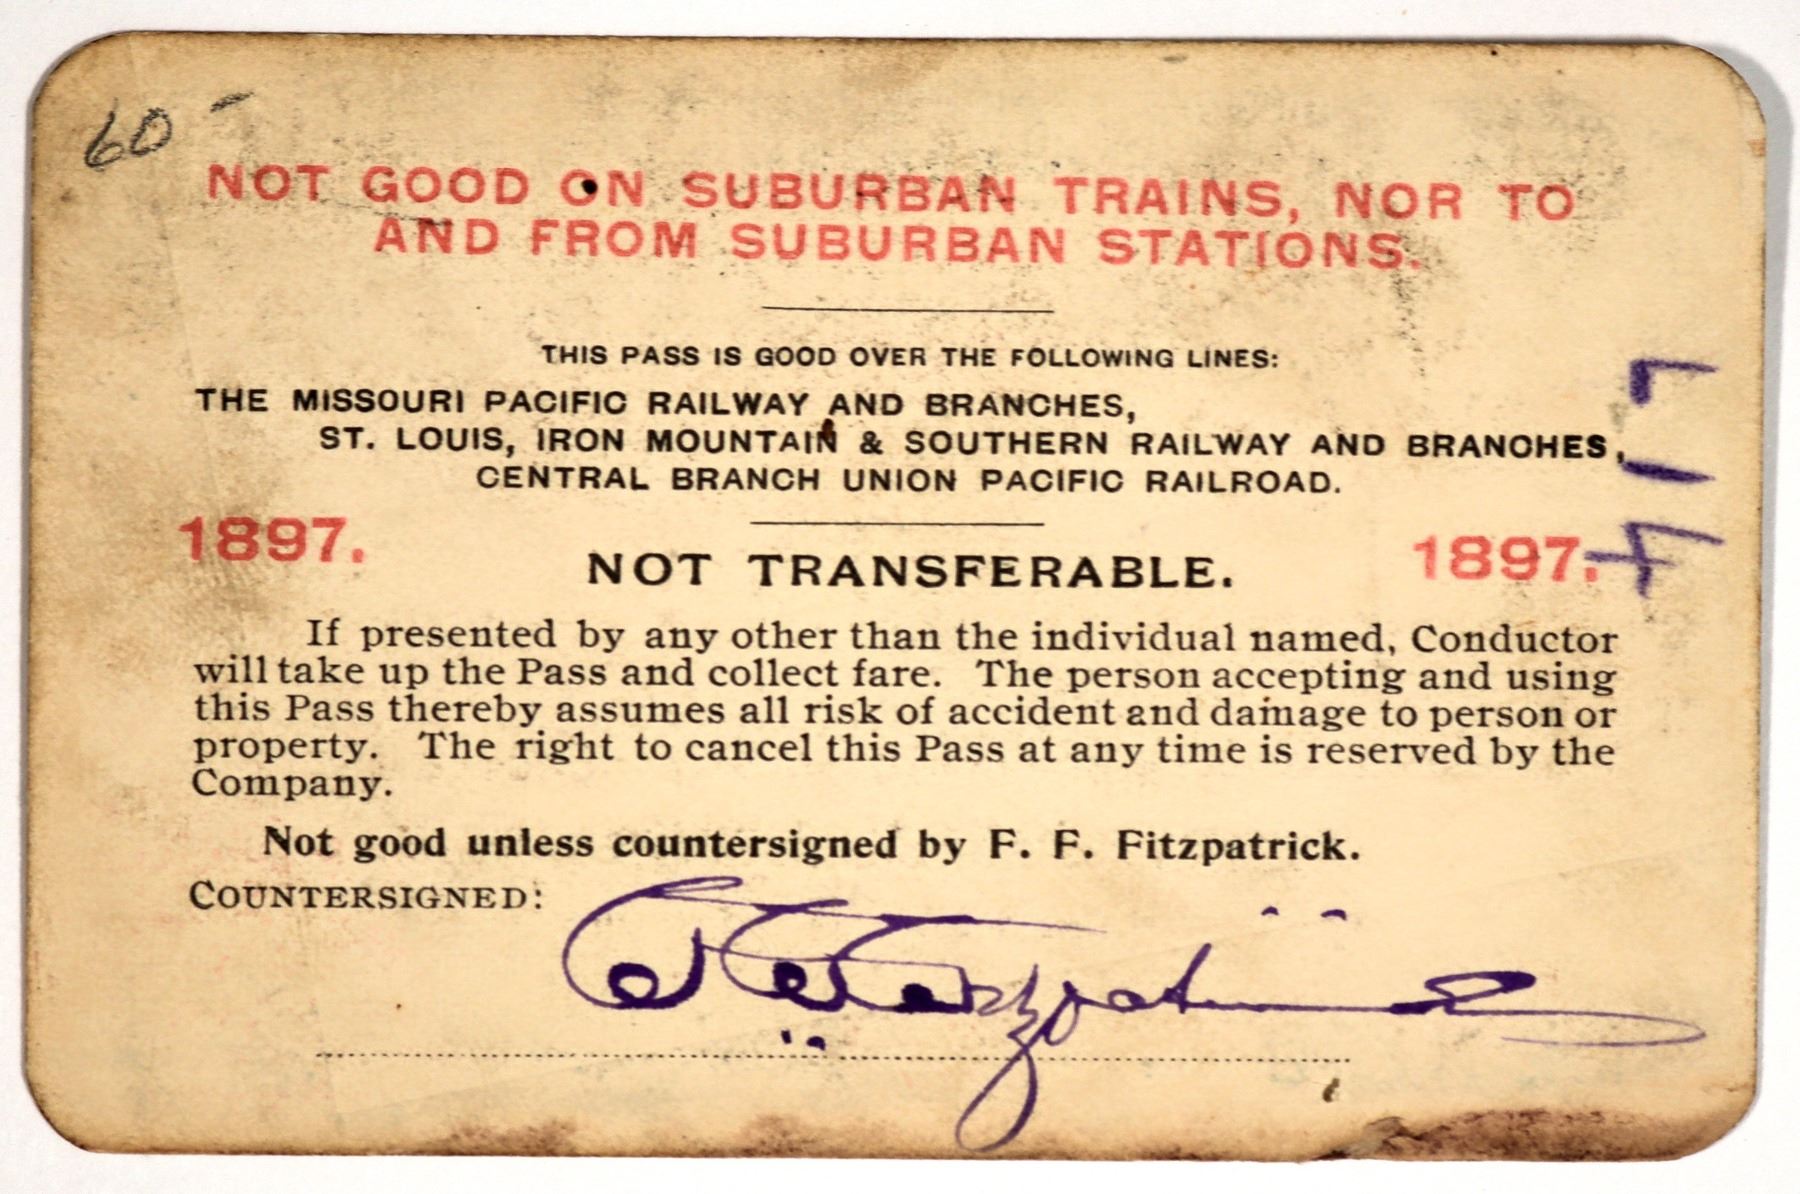 60 -
NOT GOOD ON SUBURBAN TRAINS, NOR TO
AND FROM SUBURBAN STATIONS.
THIS PASS IS GOOD OVER THE FOLLOWING LINES:
THE MISSOURI PACIFIC RAILWAY AND BRANCHES,
ST. LOUIS, IRON MOUNTAIN & SOUTHERN RAILWAY AND BRANCHES,
CENTRAL BRANCH UNION PACIFIC RAILROAD.
1897. 1897.
NOT TRANSFERABLE.
If presented by any other than the individual named, Conductor
will take up the Pass and collect fare. The person accepting and using
this Pass thereby assumes all risk of accident and damage to person or
property. The right to cancel this Pass at any time is reserved by the
Company.
Not good unless countersigned by F. F. Fitzpatrick.
COUNTERSIGNED:
F. F. Fitzpatrick